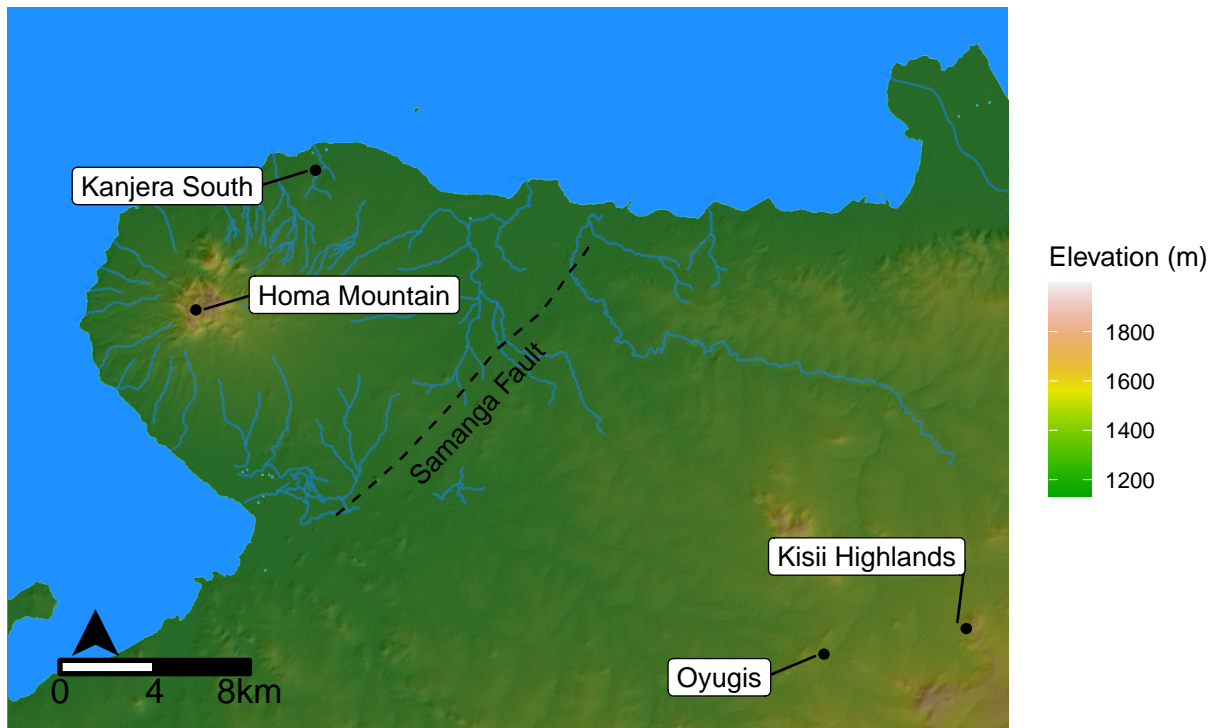 Kanjera South
Homa Mountain
Samanga Fault
Kisii Highlands
Oyugis
0 4 8km
Elevation (m)
1800
1600
1400
1200